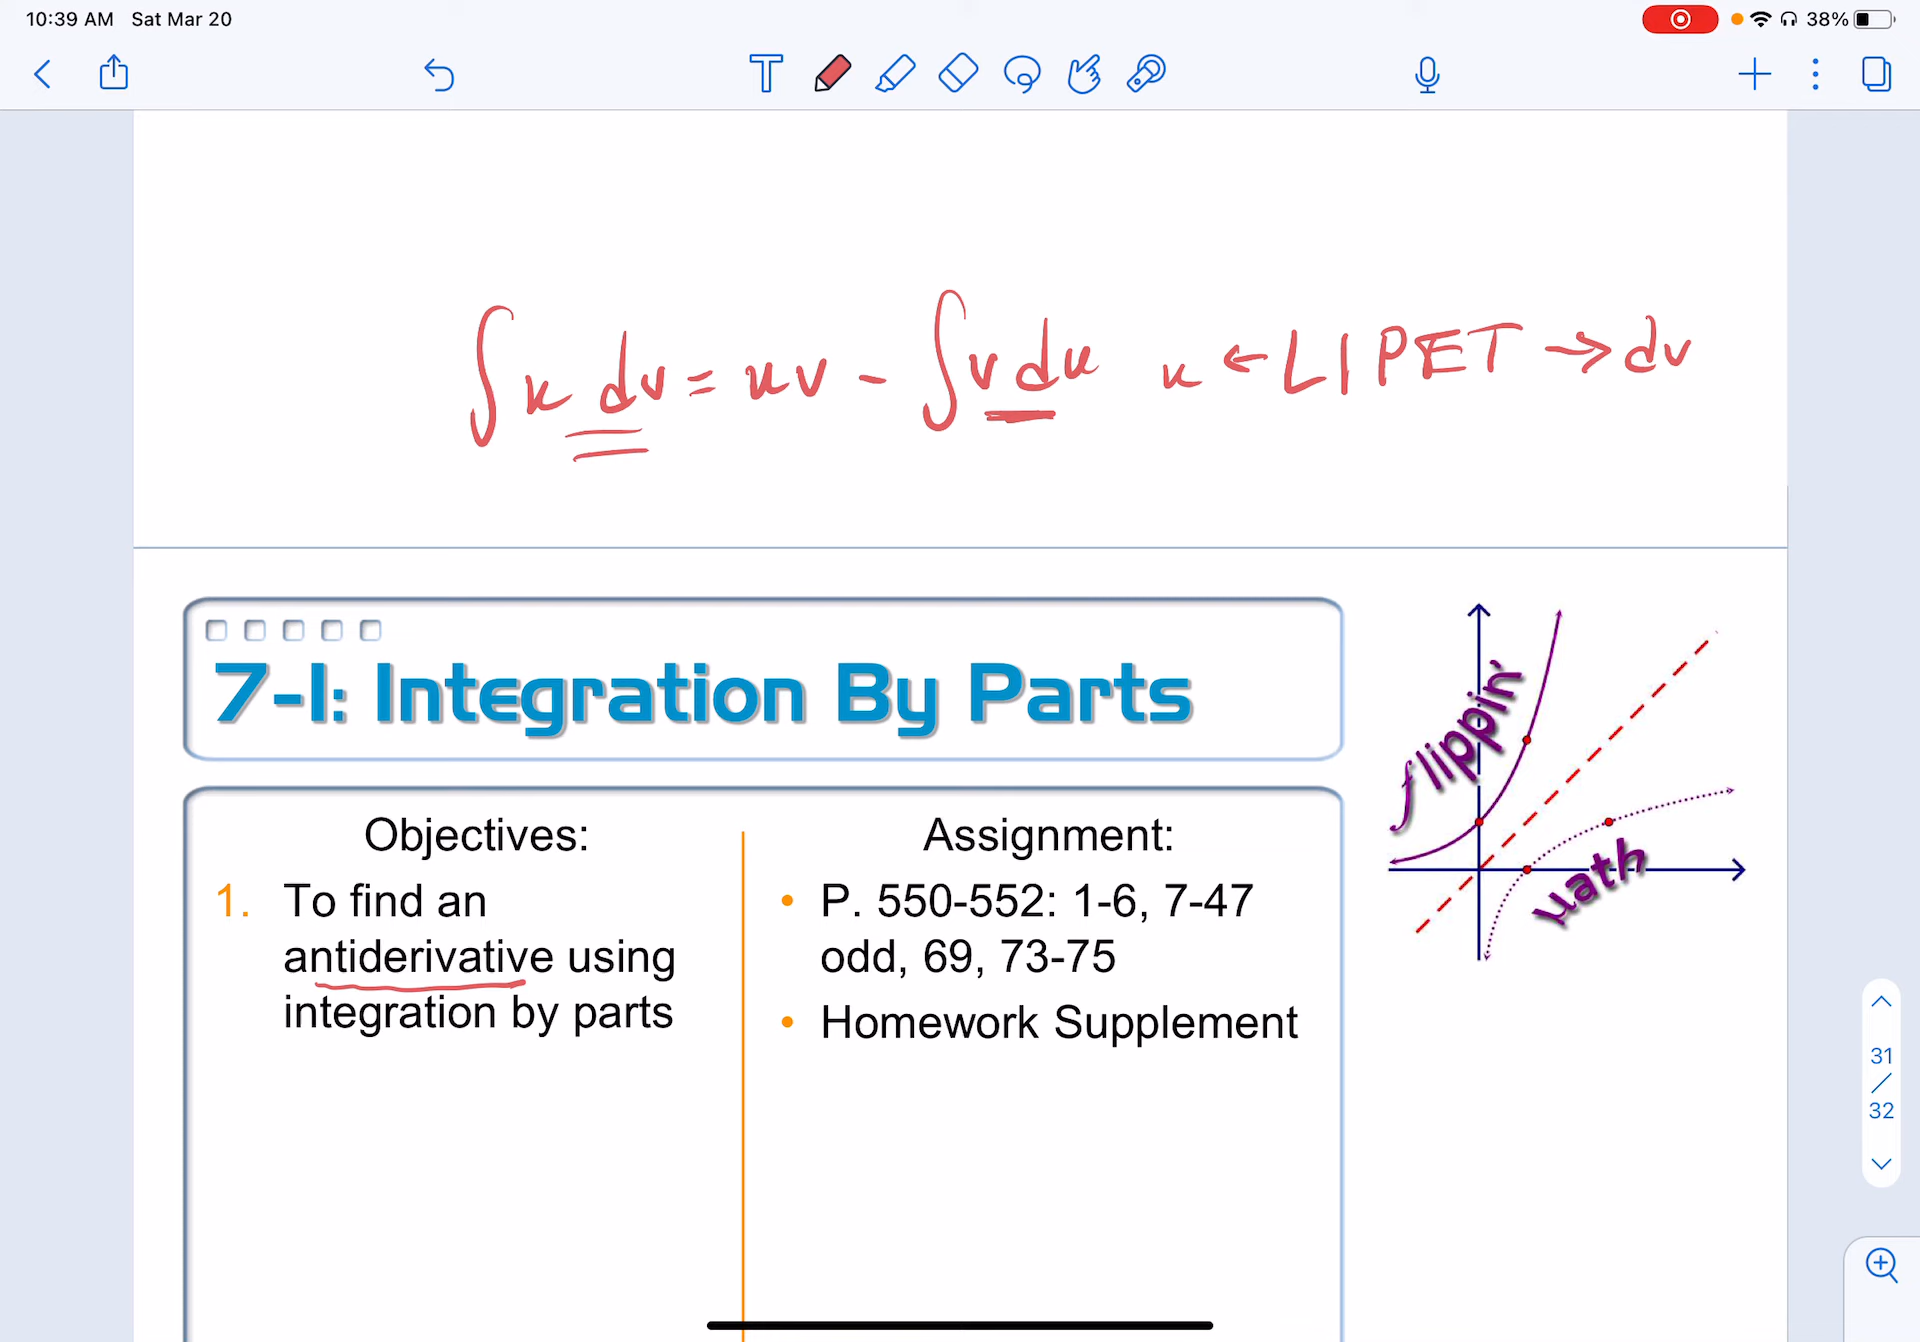 10:39 AM Sat Mar 20 38%
∫u dv = uv - ∫v du u ← LIPET → dv
7-1: Integration By Parts
flippin'
math
Objectives:
1. To find an
antiderivative using
integration by parts
Assignment:
• P. 550-552: 1-6, 7-47
odd, 69, 73-75
• Homework Supplement
31
/
32